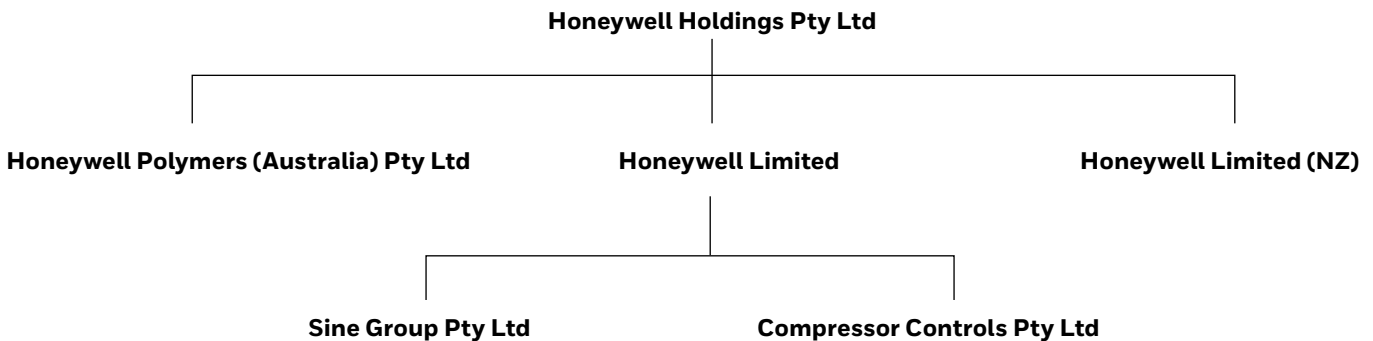 Honeywell Holdings Pty Ltd
Honeywell Polymers (Australia) Pty Ltd
Honeywell Limited
Honeywell Limited (NZ)
Sine Group Pty Ltd
Compressor Controls Pty Ltd